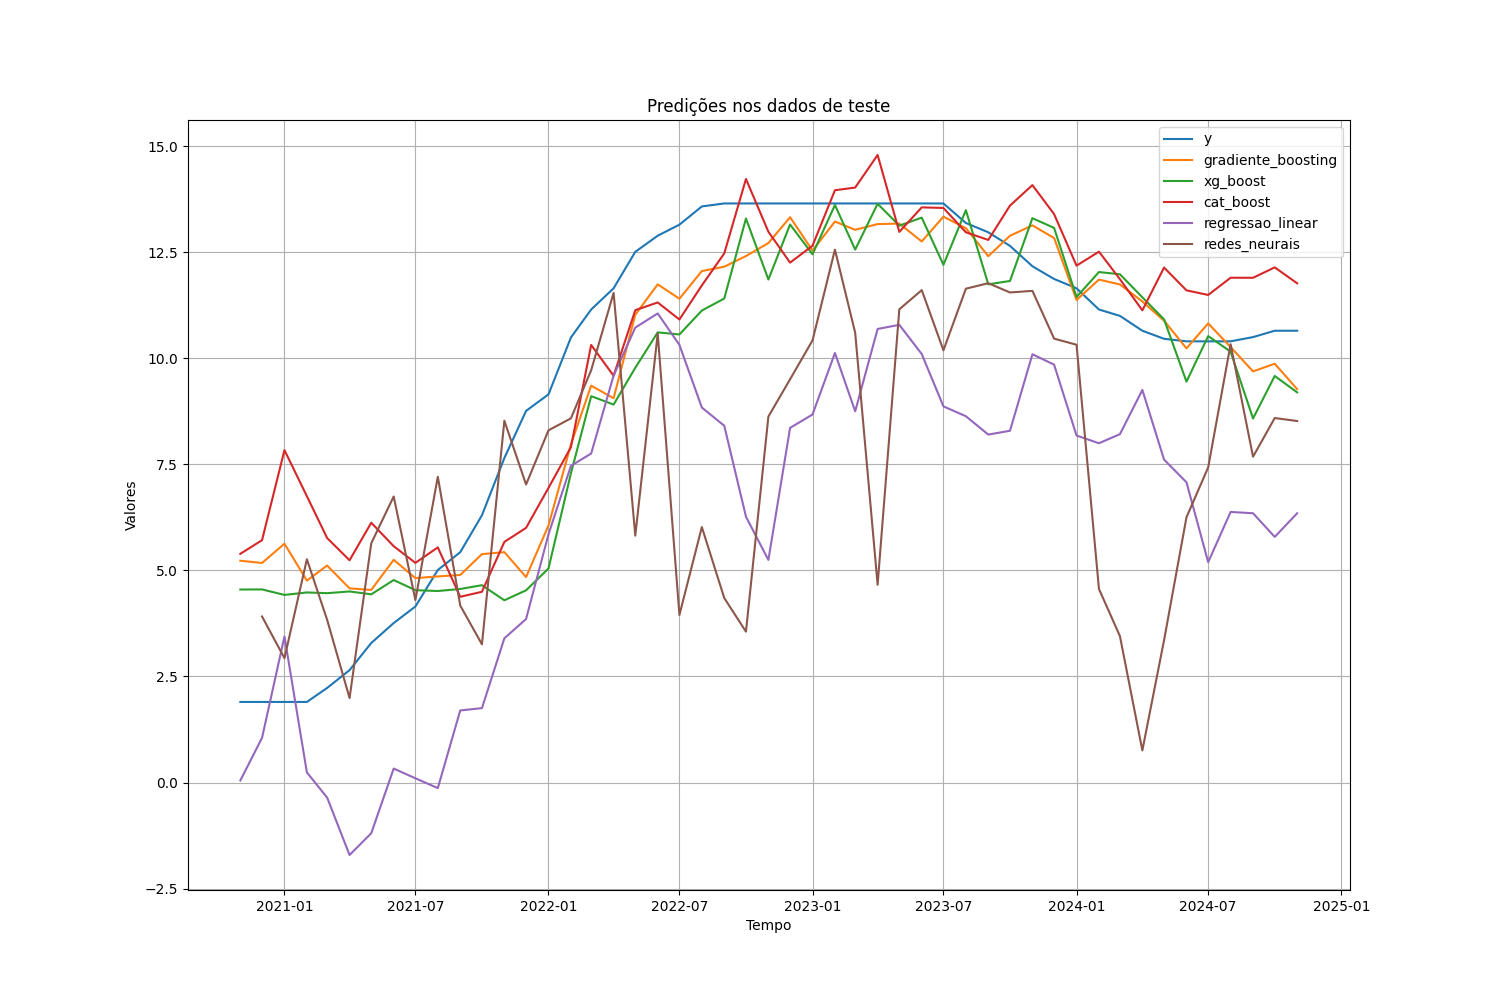 Predições nos dados de teste
15.0
12.5
10.0
7.5
5.0
2.5
0.0
−2.5
Valores
y
gradiente_boosting
xg_boost
cat_boost
regressao_linear
redes_neurais
2021-01
2021-07
2022-01
2022-07
2023-01
2023-07
2024-01
2024-07
2025-01
Tempo